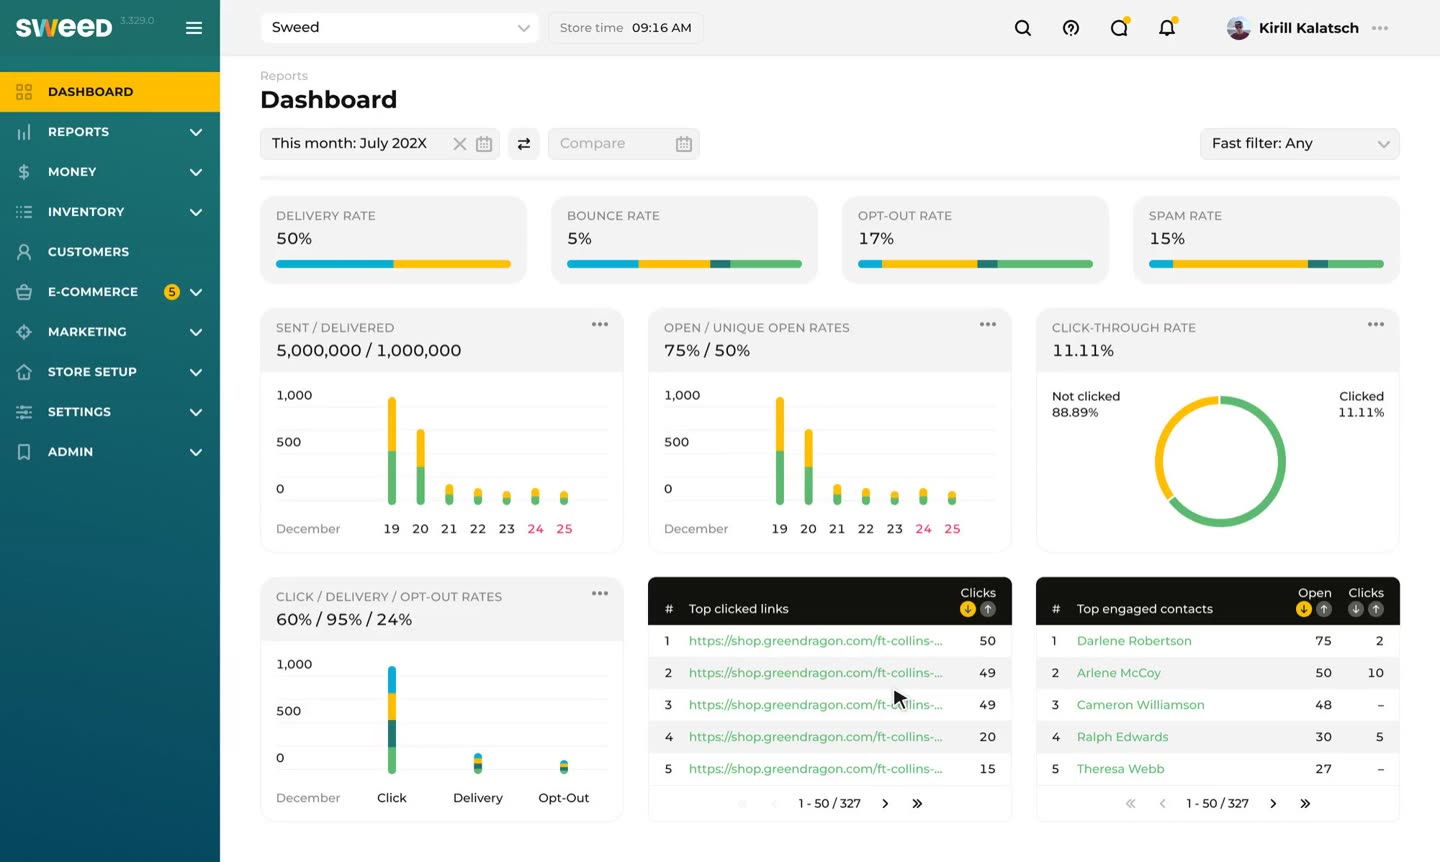 SWEED 3.329.0
Sweed
Store time 09:16 AM
Kirill Kalatsch
DASHBOARD
REPORTS
MONEY
INVENTORY
CUSTOMERS
E-COMMERCE 5
MARKETING
STORE SETUP
SETTINGS
ADMIN
Reports
Dashboard
This month: July 202X
Compare
Fast filter: Any
DELIVERY RATE
50%
BOUNCE RATE
5%
OPT-OUT RATE
17%
SPAM RATE
15%
SENT / DELIVERED
5,000,000 / 1,000,000
1,000
500
0
December 19 20 21 22 23 24 25
OPEN / UNIQUE OPEN RATES
75% / 50%
1,000
500
0
December 19 20 21 22 23 24 25
CLICK-THROUGH RATE
11.11%
Not clicked
88.89%
Clicked
11.11%
CLICK / DELIVERY / OPT-OUT RATES
60% / 95% / 24%
1,000
500
0
December Click Delivery Opt-Out
# Top clicked links Clicks
1 https://shop.greendragon.com/ft-collins-... 50
2 https://shop.greendragon.com/ft-collins-... 49
3 https://shop.greendragon.com/ft-collins-... 49
4 https://shop.greendragon.com/ft-collins-... 20
5 https://shop.greendragon.com/ft-collins-... 15
1 - 50 / 327
# Top engaged contacts Open Clicks
1 Darlene Robertson 75 2
2 Arlene McCoy 50 10
3 Cameron Williamson 48 –
4 Ralph Edwards 30 5
5 Theresa Webb 27 –
1 - 50 / 327